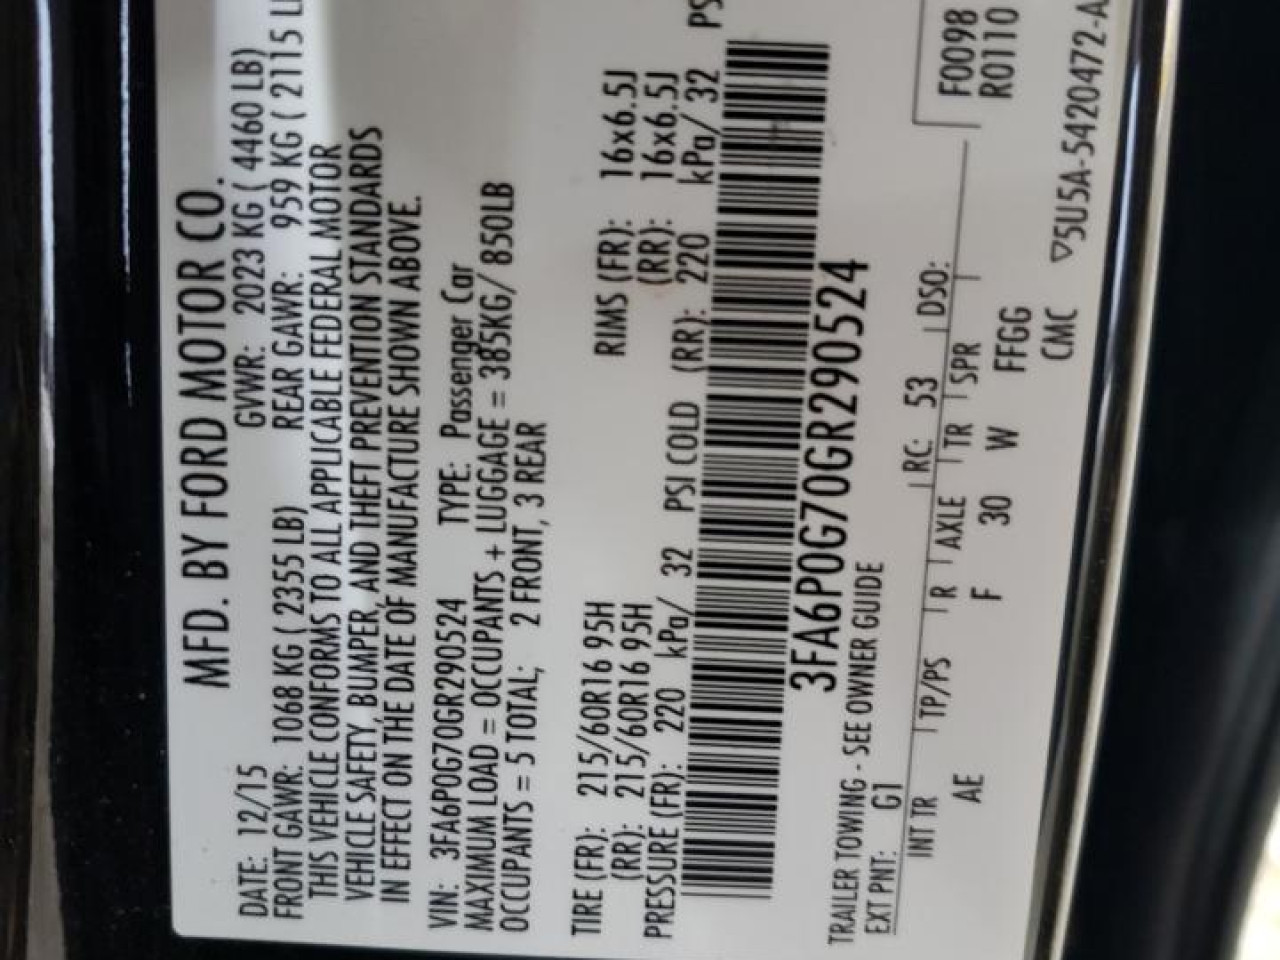 MFD. BY FORD MOTOR CO.
DATE: 12/15 GVWR: 2023 KG ( 4460 LB)
FRONT GAWR: 1068 KG ( 2355 LB) REAR GAWR: 959 KG ( 2115 L
THIS VEHICLE CONFORMS TO ALL APPLICABLE FEDERAL MOTOR
VEHICLE SAFETY, BUMPER, AND THEFT PREVENTION STANDARDS
IN EFFECT ON THE DATE OF MANUFACTURE SHOWN ABOVE.
VIN: 3FA6P0G70GR290524 TYPE: Passenger Car
MAXIMUM LOAD = OCCUPANTS + LUGGAGE = 385KG/ 850LB
OCCUPANTS = 5 TOTAL; 2 FRONT, 3 REAR
TIRE (FR): 215/60R16 95H RIMS (FR): 16x6.5J
(RR): 215/60R16 95H (RR): 16x6.5J
PRESSURE (FR): 220 kPa/ 32 PSI COLD (RR): 220 kPa/ 32 PS
3FA6P0G70GR290524
TRAILER TOWING - SEE OWNER GUIDE
EXT PNT: G1 RC: 53 DSO: F0098
R0110
INT TR TP/PS R AXLE TR SPR
AE F 30 W FFGG
CMC ▽5U5A-5420472-A